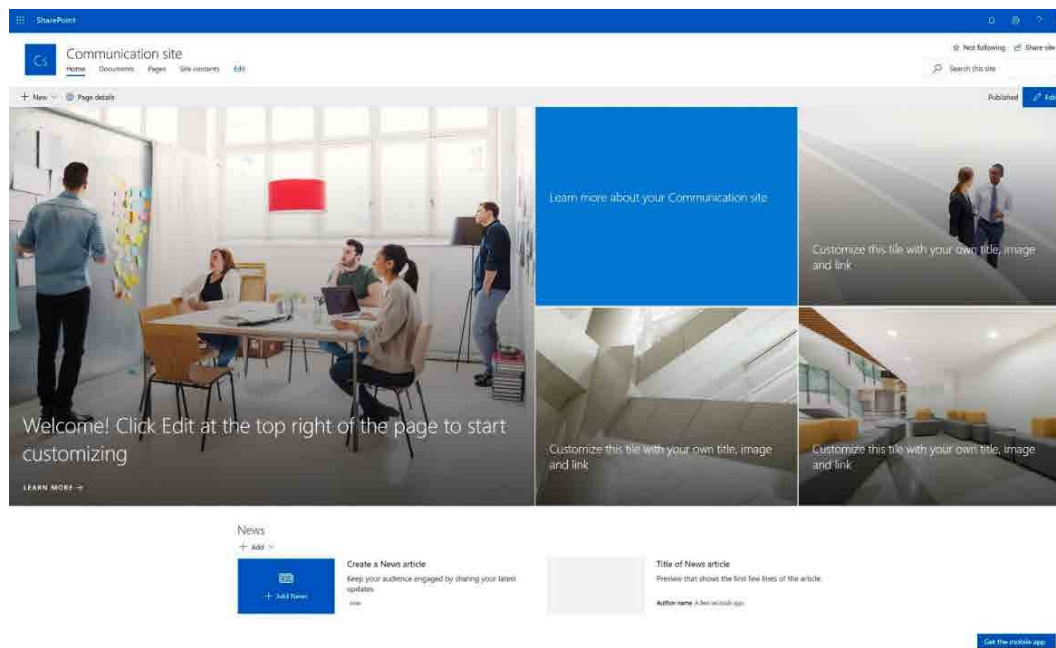 SharePoint
?
Not following
Share site
Cs
Communication site
Home Documents Pages Site contents Edit
Search this site
+ New Page details
Published
Edit
Learn more about your Communication site
Customize this tile with your own title, image
and link
Welcome! Click Edit at the top right of the page to start
customizing
LEARN MORE →
Customize this tile with your own title, image
and link
Customize this tile with your own title, image
and link
News
+ Add
+ Add News
Create a News article
Keep your audience engaged by sharing your latest
updates.
now
Title of News article
Preview that shows the first few lines of the article.
Author name A few seconds ago
Get the mobile app